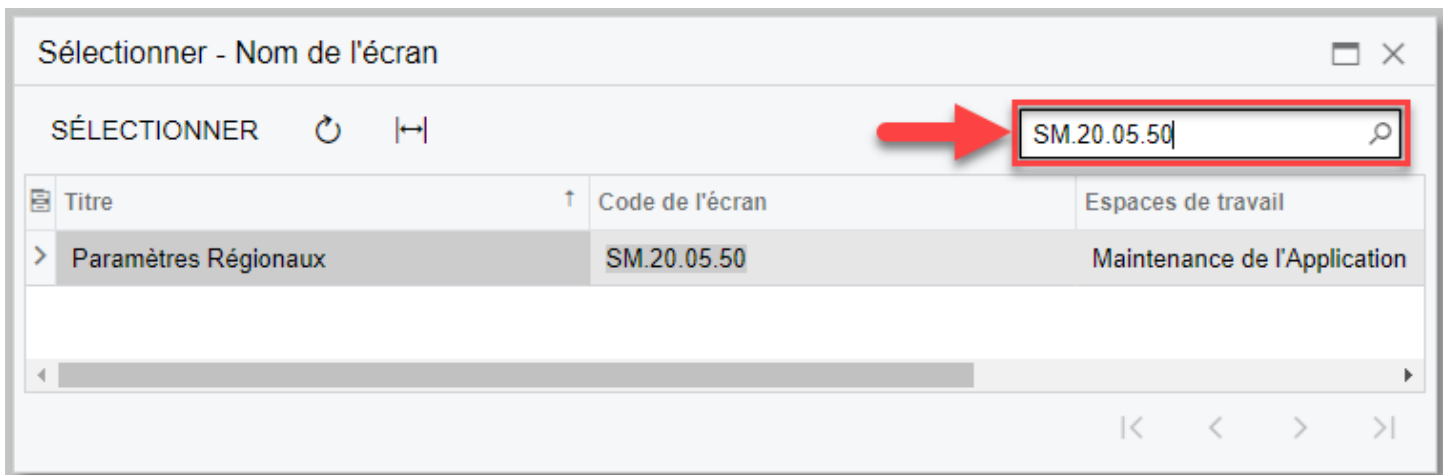 Sélectionner - Nom de l'écran
SÉLECTIONNER SM.20.05.50
Titre Code de l'écran Espaces de travail
Paramètres Régionaux SM.20.05.50 Maintenance de l'Application